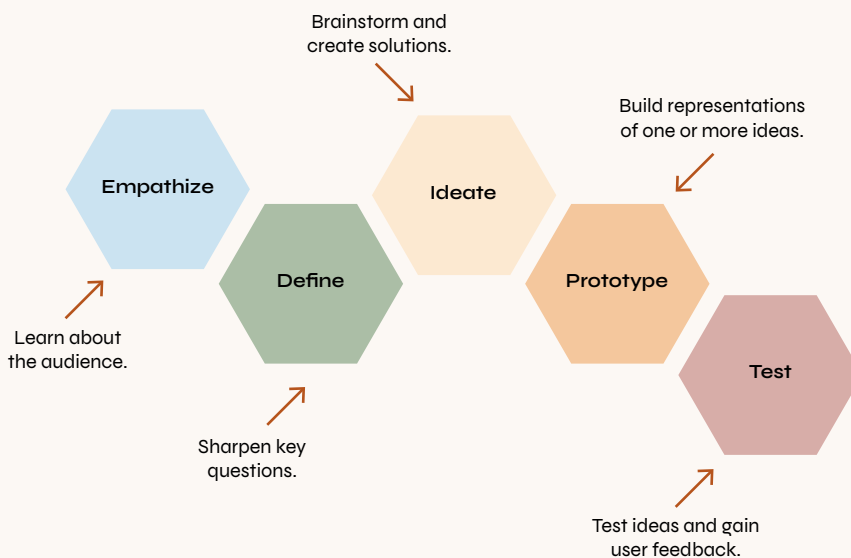 Brainstorm and
create solutions.
Build representations
of one or more ideas.
Empathize
Ideate
Define
Prototype
Learn about
the audience.
Test
Sharpen key
questions.
Test ideas and gain
user feedback.